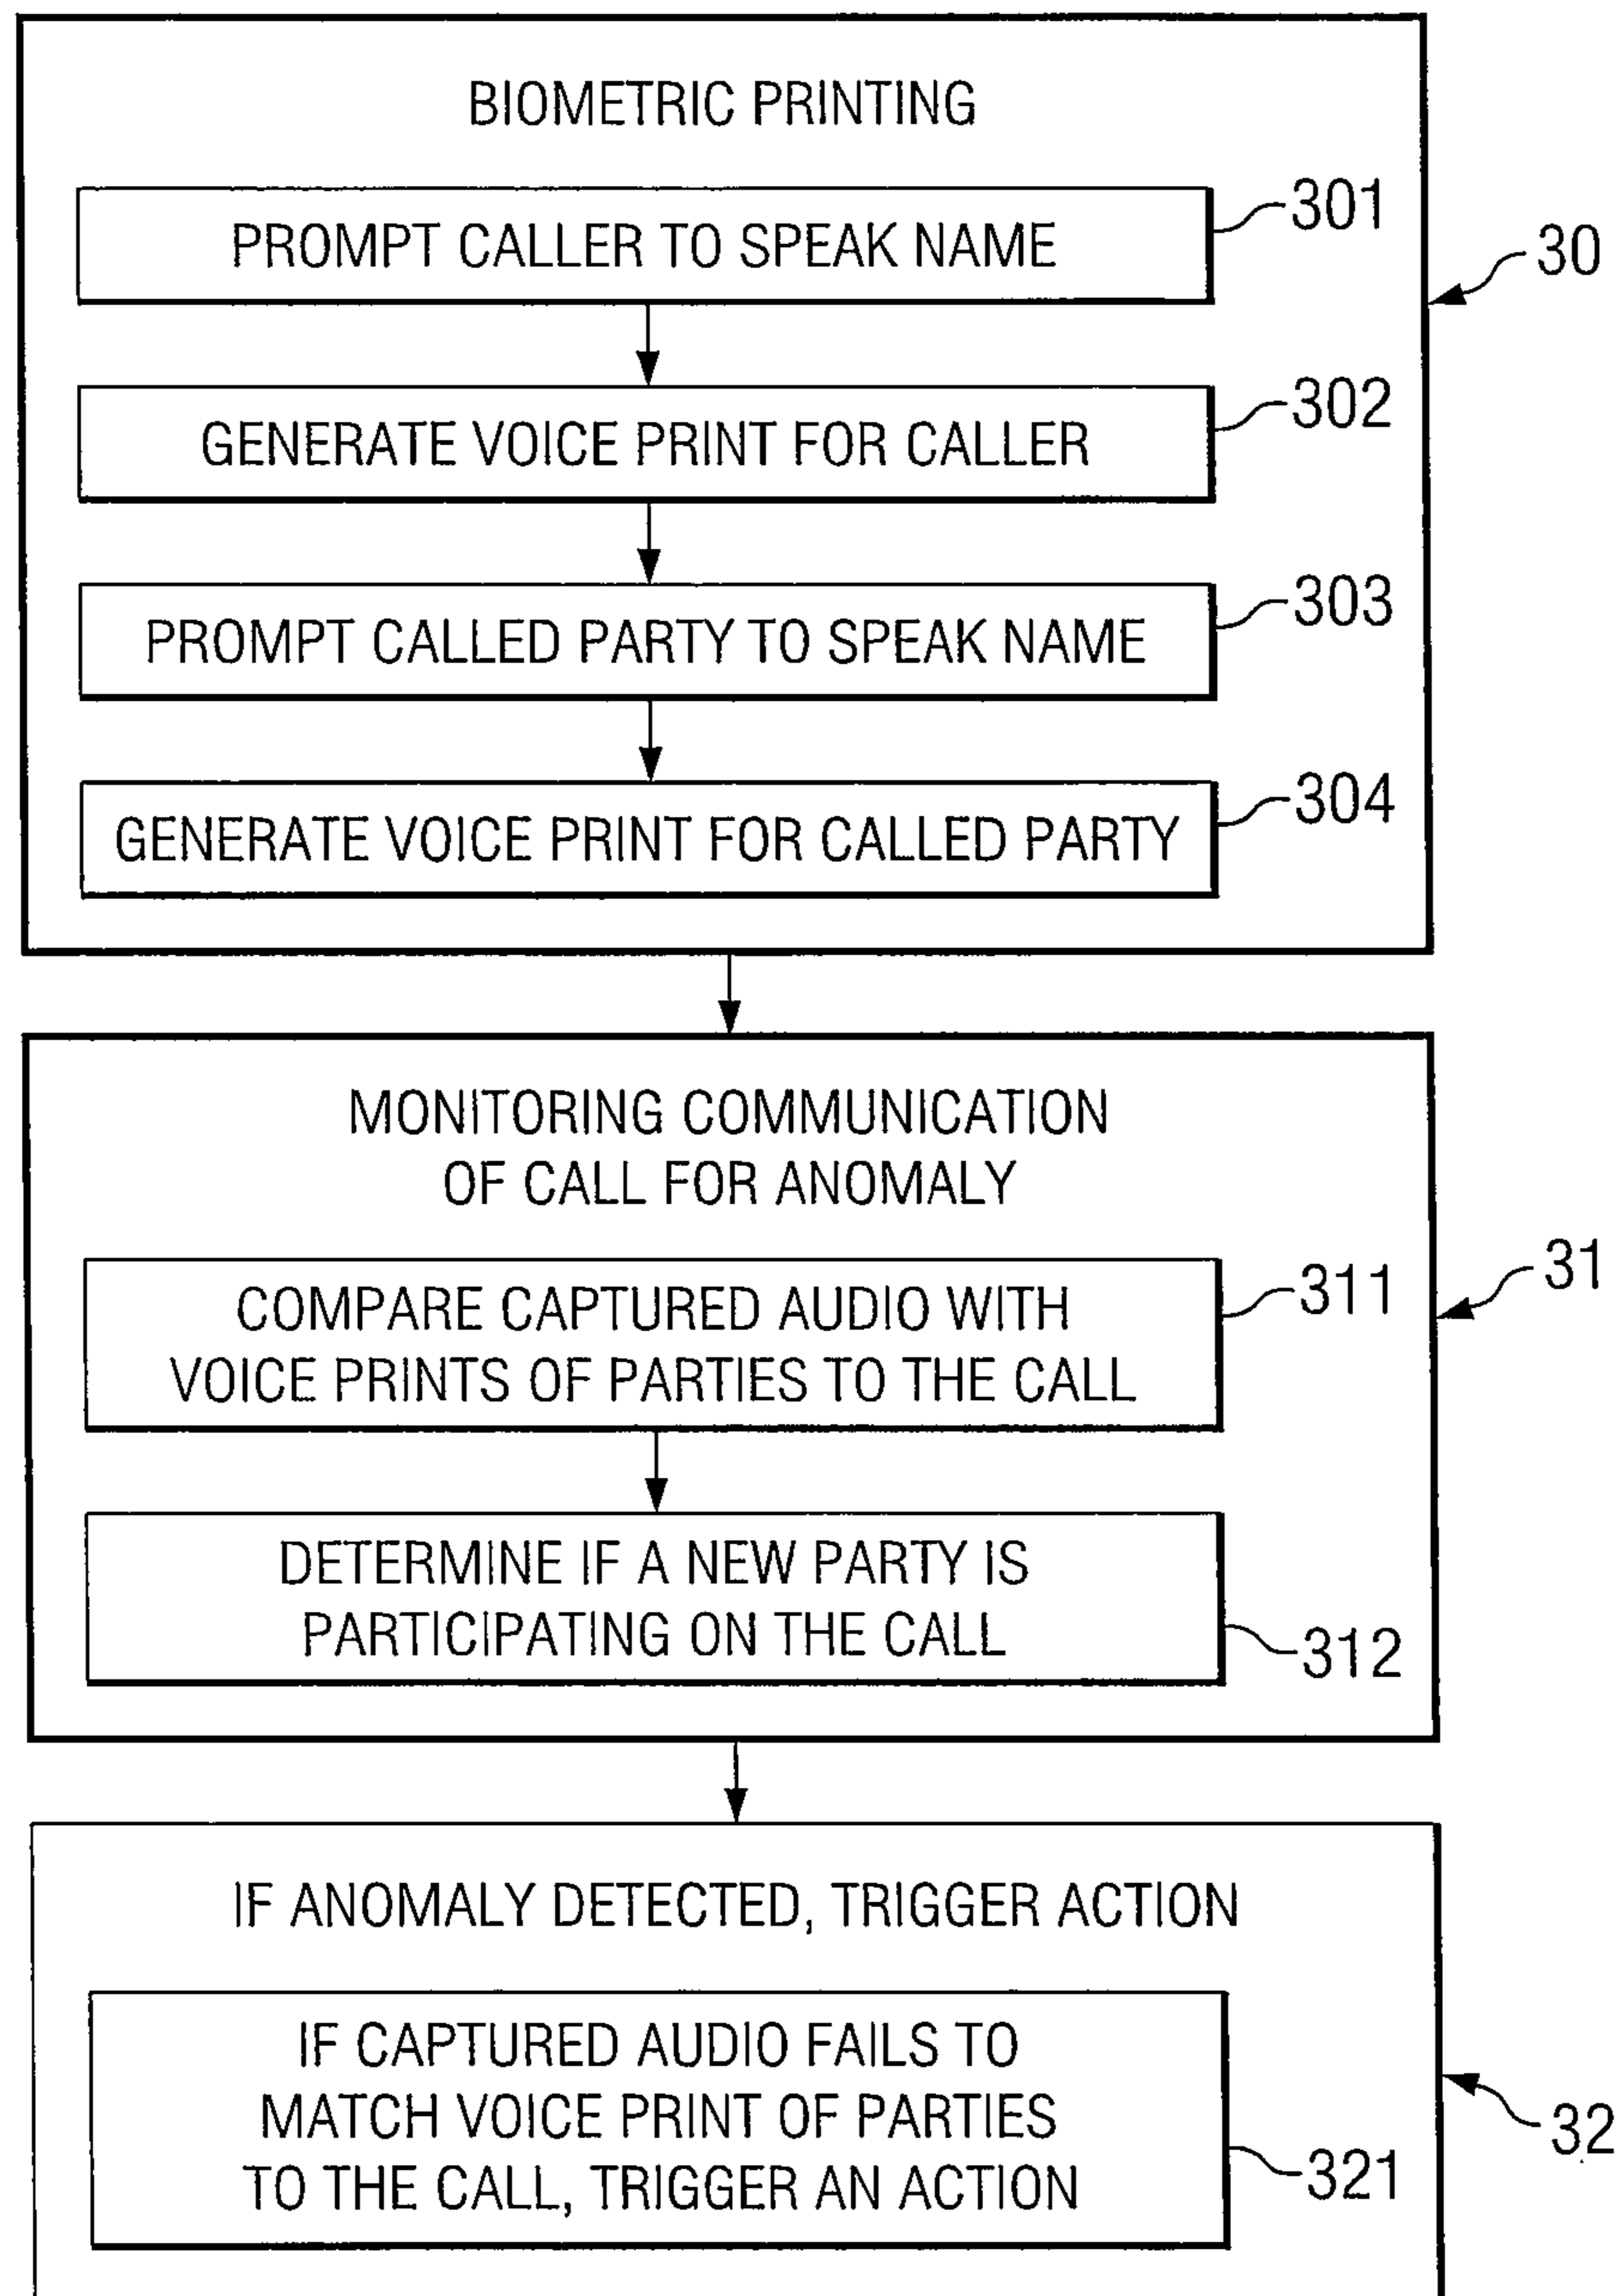 BIOMETRIC PRINTING
PROMPT CALLER TO SPEAK NAME
301
30
GENERATE VOICE PRINT FOR CALLER
302
PROMPT CALLED PARTY TO SPEAK NAME
303
GENERATE VOICE PRINT FOR CALLED PARTY
304
MONITORING COMMUNICATION
OF CALL FOR ANOMALY
COMPARE CAPTURED AUDIO WITH
VOICE PRINTS OF PARTIES TO THE CALL
311
31
DETERMINE IF A NEW PARTY IS
PARTICIPATING ON THE CALL
312
IF ANOMALY DETECTED, TRIGGER ACTION
IF CAPTURED AUDIO FAILS TO
MATCH VOICE PRINT OF PARTIES
TO THE CALL, TRIGGER AN ACTION
321
32